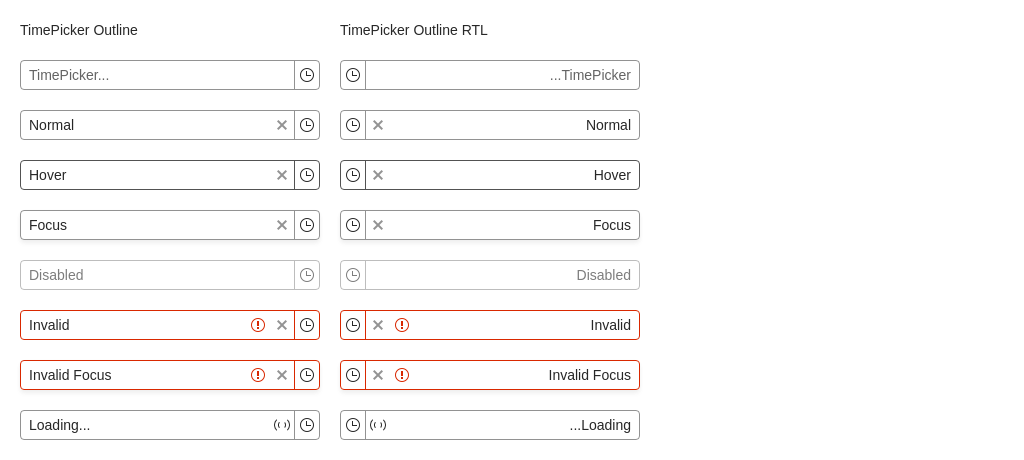 TimePicker Outline
TimePicker...
Normal
Hover
Focus
Disabled
Invalid
Invalid Focus
Loading...
TimePicker Outline RTL
...TimePicker
Normal
Hover
Focus
Disabled
Invalid
Invalid Focus
...Loading